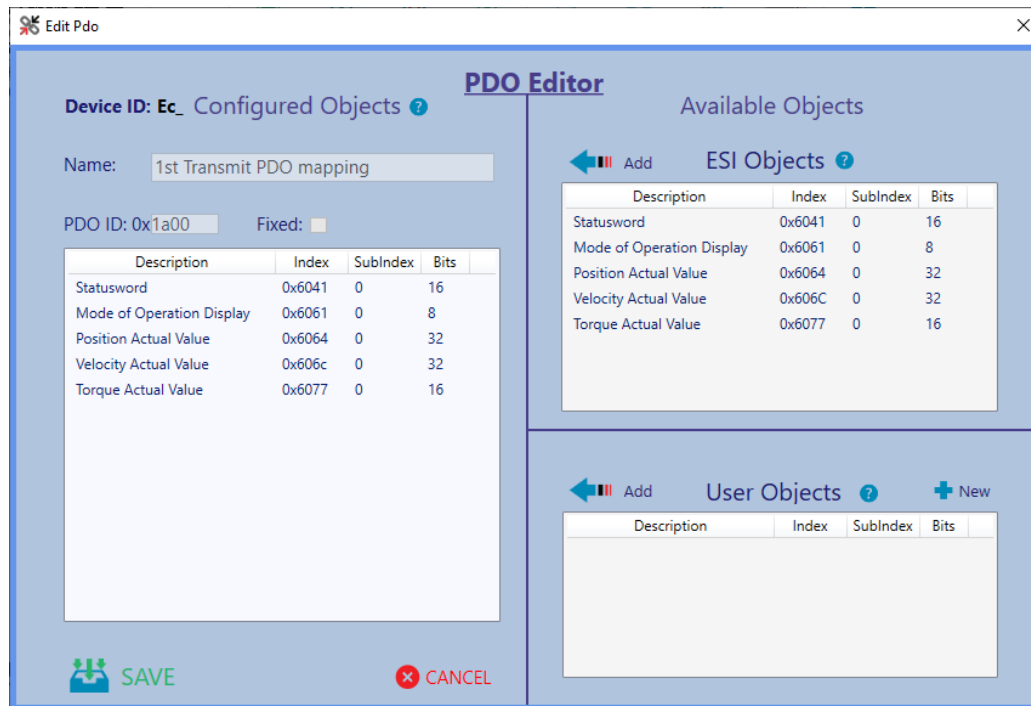 Edit Pdo
PDO Editor
Device ID: Ec_ Configured Objects ?
Name: 1st Transmit PDO mapping
PDO ID: 0x1a00 Fixed:
Description Index SubIndex Bits
Statusword 0x6041 0 16
Mode of Operation Display 0x6061 0 8
Position Actual Value 0x6064 0 32
Velocity Actual Value 0x606c 0 32
Torque Actual Value 0x6077 0 16
SAVE CANCEL
Available Objects
Add ESI Objects ?
Description Index SubIndex Bits
Statusword 0x6041 0 16
Mode of Operation Display 0x6061 0 8
Position Actual Value 0x6064 0 32
Velocity Actual Value 0x606C 0 32
Torque Actual Value 0x6077 0 16
Add User Objects ? New
Description Index SubIndex Bits